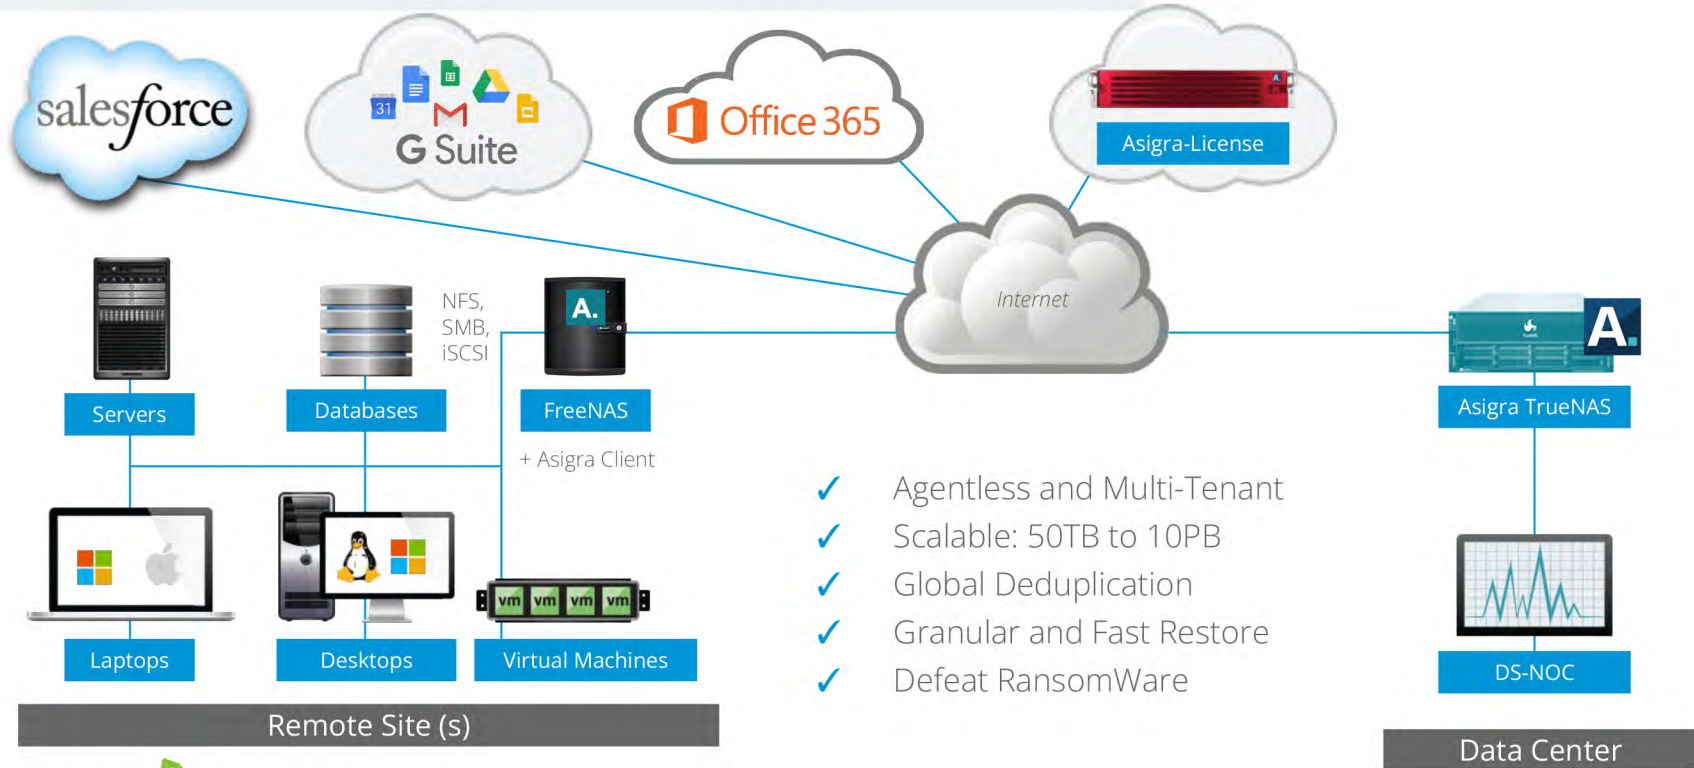 salesforce
31
G Suite
Office 365
A.
Asigra-License
Internet
NFS,
SMB,
iSCSI
A.
A.
Servers
Databases
FreeNAS
Asigra TrueNAS
+ Asigra Client
vm vm vm vm
Laptops
Desktops
Virtual Machines
Remote Site (s)
✓ Agentless and Multi-Tenant
✓ Scalable: 50TB to 10PB
✓ Global Deduplication
✓ Granular and Fast Restore
✓ Defeat RansomWare
DS-NOC
Data Center